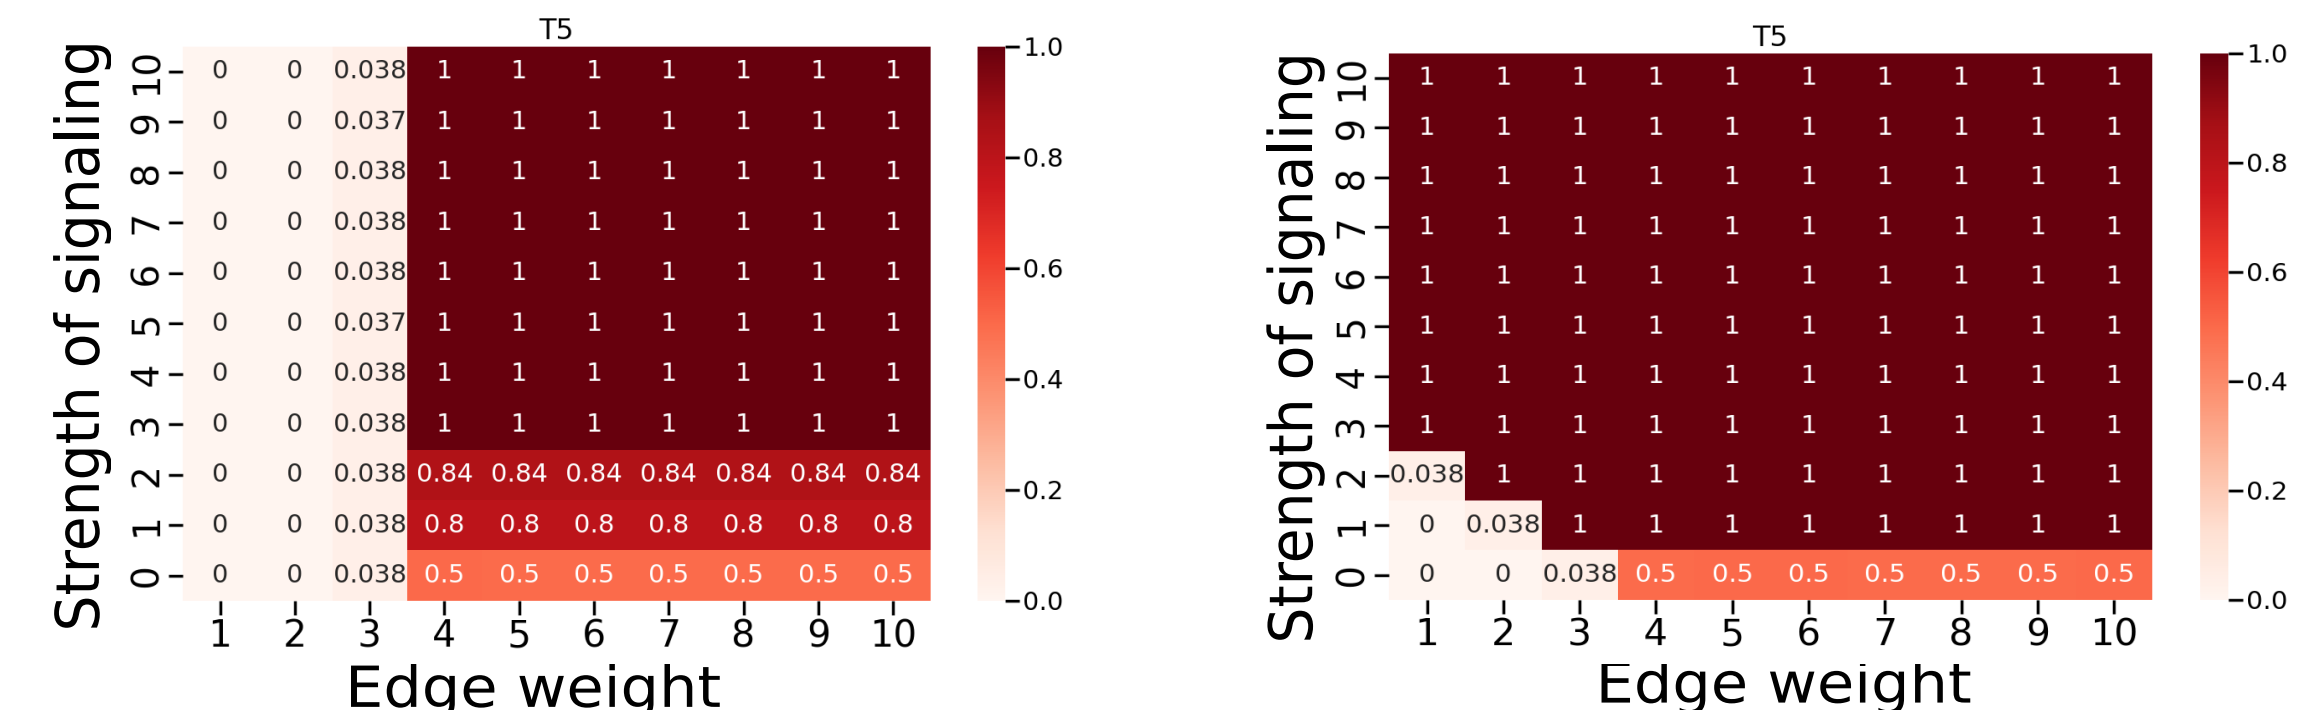 T5
Strength of signaling
10 0 0 0.038 1 1 1 1 1 1 1
9 0 0 0.037 1 1 1 1 1 1 1
8 0 0 0.038 1 1 1 1 1 1 1
7 0 0 0.038 1 1 1 1 1 1 1
6 0 0 0.038 1 1 1 1 1 1 1
5 0 0 0.037 1 1 1 1 1 1 1
4 0 0 0.038 1 1 1 1 1 1 1
3 0 0 0.038 1 1 1 1 1 1 1
2 0 0 0.038 0.84 0.84 0.84 0.84 0.84 0.84 0.84
1 0 0 0.038 0.8 0.8 0.8 0.8 0.8 0.8 0.8
0 0 0 0.038 0.5 0.5 0.5 0.5 0.5 0.5 0.5
1 2 3 4 5 6 7 8 9 10
Edge weight
1.0
0.8
0.6
0.4
0.2
0.0
T5
Strength of signaling
10 1 1 1 1 1 1 1 1 1 1
9 1 1 1 1 1 1 1 1 1 1
8 1 1 1 1 1 1 1 1 1 1
7 1 1 1 1 1 1 1 1 1 1
6 1 1 1 1 1 1 1 1 1 1
5 1 1 1 1 1 1 1 1 1 1
4 1 1 1 1 1 1 1 1 1 1
3 1 1 1 1 1 1 1 1 1 1
2 0.038 1 1 1 1 1 1 1 1 1
1 0 0.038 1 1 1 1 1 1 1 1
0 0 0 0.038 0.5 0.5 0.5 0.5 0.5 0.5 0.5
1 2 3 4 5 6 7 8 9 10
Edge weight
1.0
0.8
0.6
0.4
0.2
0.0